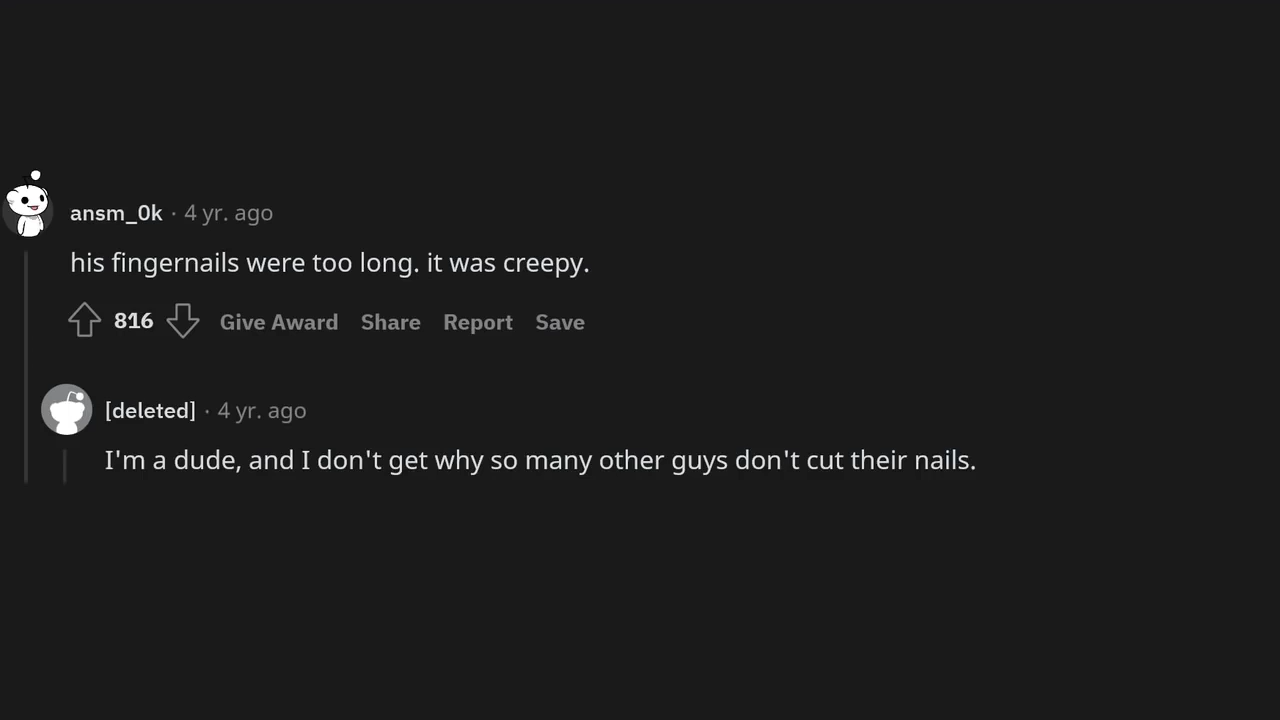 ansm_0k · 4 yr. ago
his fingernails were too long. it was creepy.
816 Give Award Share Report Save
[deleted] · 4 yr. ago
I'm a dude, and I don't get why so many other guys don't cut their nails.